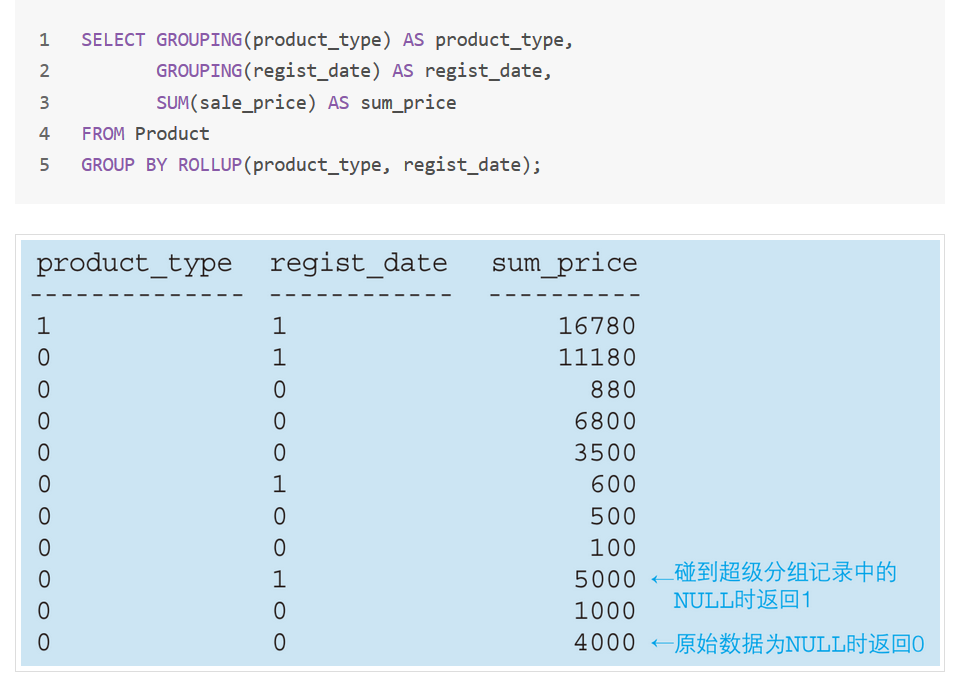 1 SELECT GROUPING(product_type) AS product_type,
2 GROUPING(regist_date) AS regist_date,
3 SUM(sale_price) AS sum_price
4 FROM Product
5 GROUP BY ROLLUP(product_type, regist_date);
product_type regist_date sum_price
-------------- ------------ ----------
1 1 16780
0 1 11180
0 0 880
0 0 6800
0 0 3500
0 1 600
0 0 500
0 0 100
0 1 5000 ←碰到超级分组记录中的
NULL时返回1
0 0 1000
0 0 4000 ←原始数据为NULL时返回0